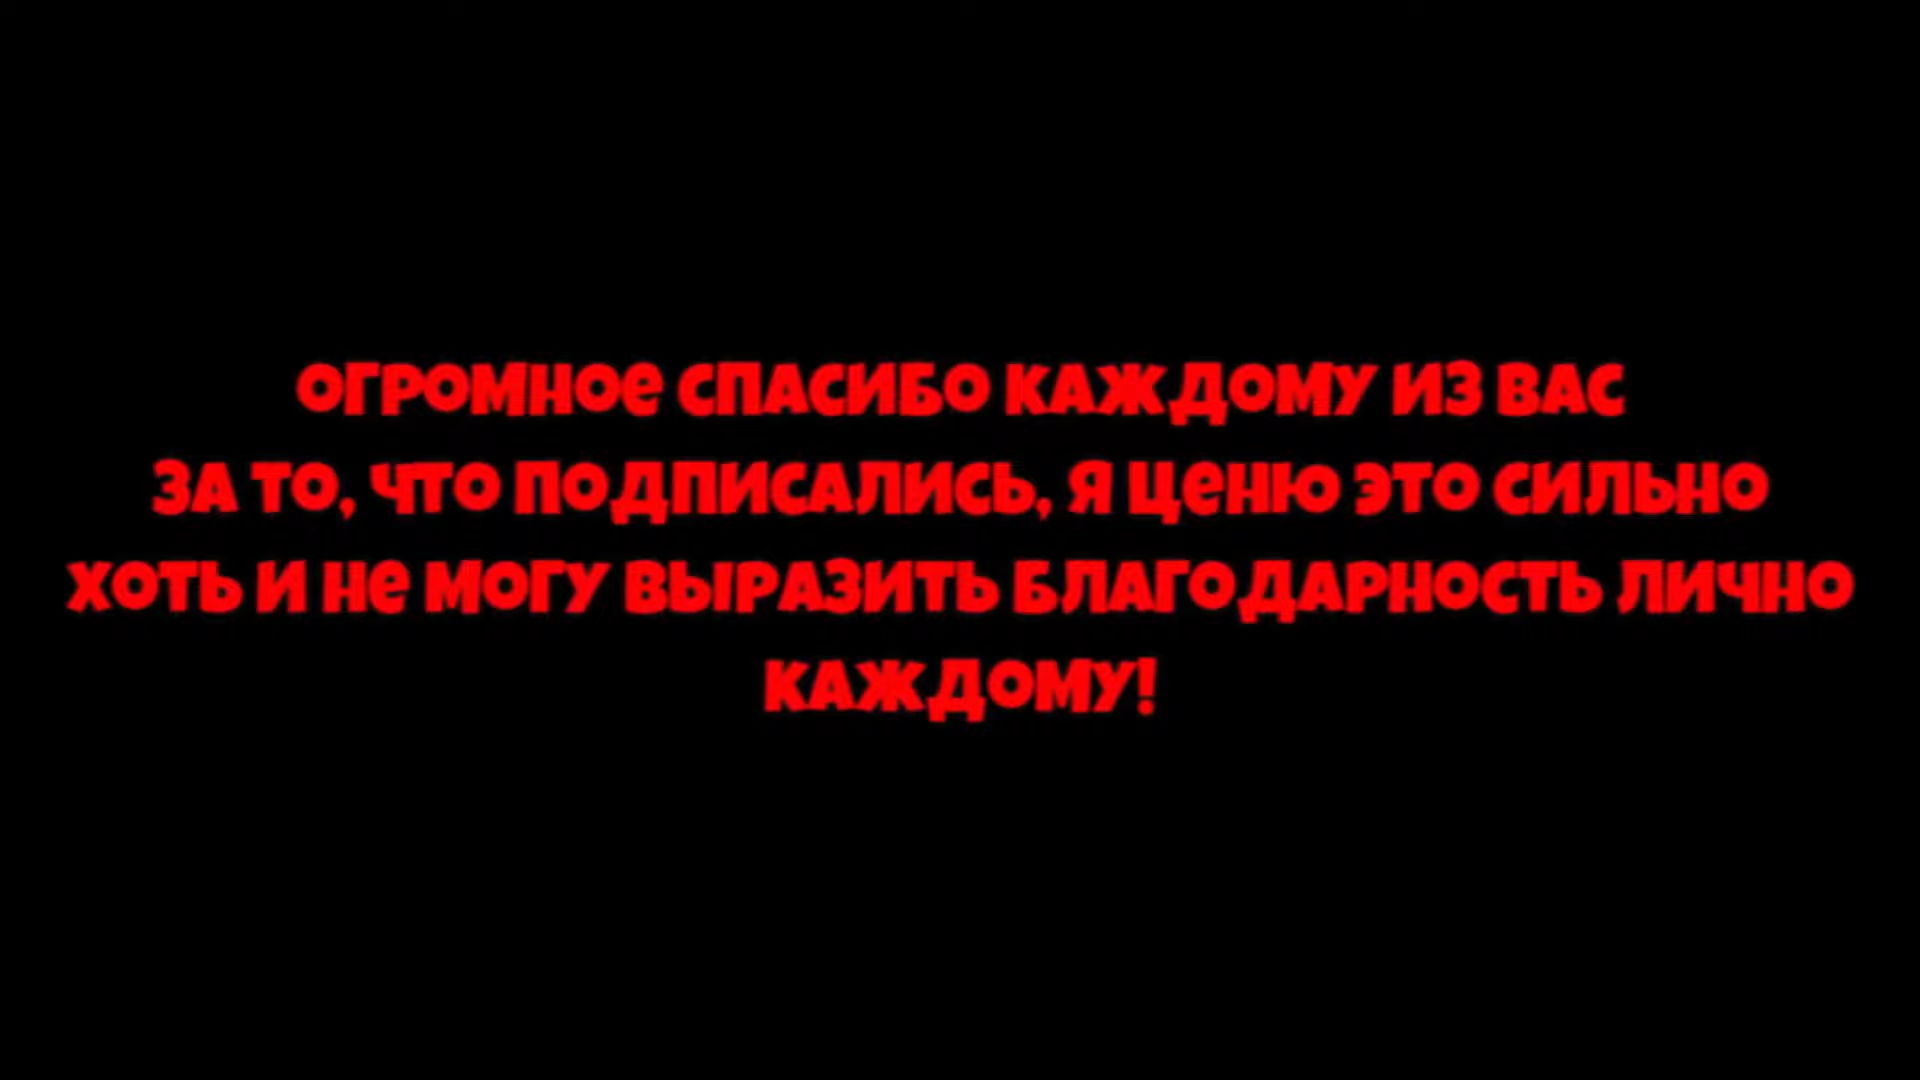 ОГРОМНОЕ СПАСИБО КАЖДОМУ ИЗ ВАС
ЗА ТО, ЧТО ПОДПИСАЛИСЬ, Я ЦЕНЮ ЭТО СИЛЬНО
ХОТЬ И НЕ МОГУ ВЫРАЗИТЬ БЛАГОДАРНОСТЬ ЛИЧНО
КАЖДОМУ!